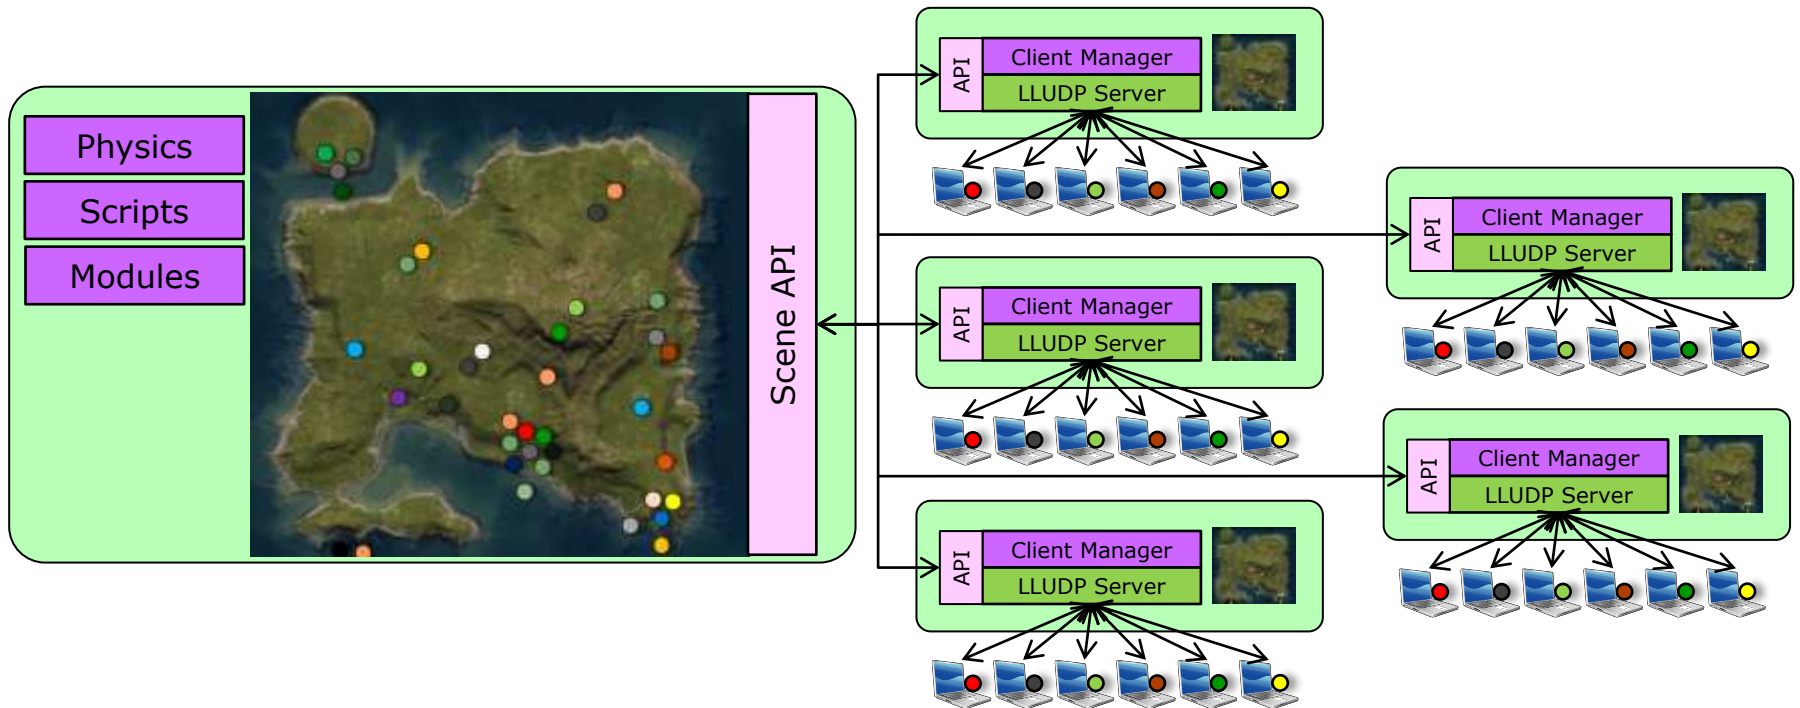 Physics
Scripts
Modules
Scene API
API
Client Manager
LLUDP Server
API
Client Manager
LLUDP Server
API
Client Manager
LLUDP Server
API
Client Manager
LLUDP Server
API
Client Manager
LLUDP Server